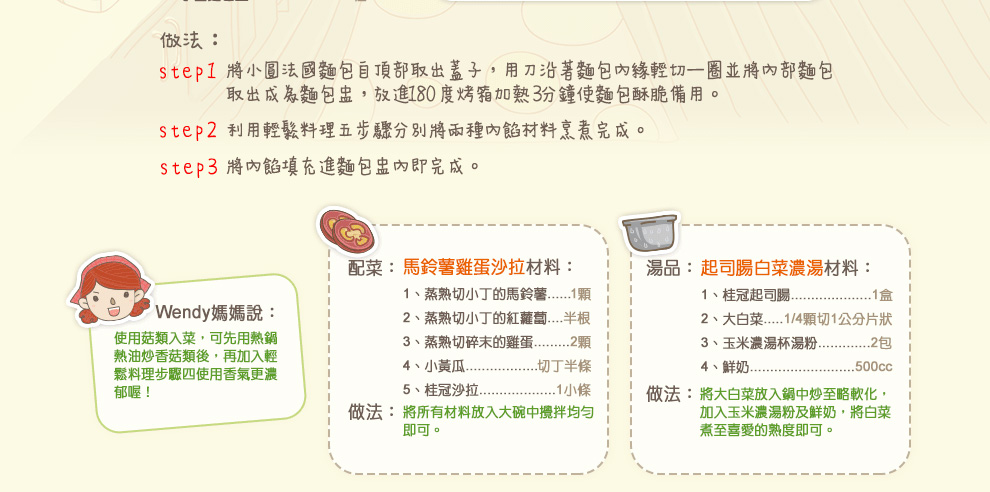 做法：
step1 將小圓法國麵包自頂部取出蓋子，用刀沿著麵包內緣輕切一圈並將內部麵包
取出成為麵包盅，放進180度烤箱加熱3分鐘使麵包酥脆備用。
step2 利用輕鬆料理五步驟分別將兩種內餡材料烹煮完成。
step3 將內餡填充進麵包盅內即完成。
Wendy媽媽說：
使用菇類入菜，可先用熱鍋
熱油炒香菇類後，再加入輕
鬆料理步驟四使用香氣更濃
郁喔！
配菜：馬鈴薯雞蛋沙拉材料：
1、蒸熟切小丁的馬鈴薯......1顆
2、蒸熟切小丁的紅蘿蔔....半根
3、蒸熟切碎末的雞蛋.........2顆
4、小黃瓜..................切丁半條
5、桂冠沙拉...................1小條
做法：將所有材料放入大碗中攪拌均勻
即可。
湯品：起司腸白菜濃湯材料：
1、桂冠起司腸....................1盒
2、大白菜.....1/4顆切1公分片狀
3、玉米濃湯杯湯粉.............2包
4、鮮奶..........................500cc
做法：將大白菜放入鍋中炒至略軟化，
加入玉米濃湯粉及鮮奶，將白菜
煮至喜愛的熟度即可。